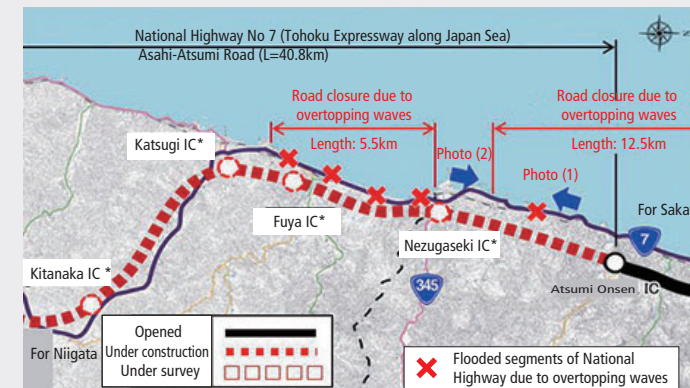 National Highway No 7 (Tohoku Expressway along Japan Sea)
Asahi-Atsumi Road (L=40.8km)
Road closure due to
overtopping waves
Length: 5.5km
Road closure due to
overtopping waves
Length: 12.5km
Katsugi IC*
Photo (2)
Photo (1)
Fuya IC*
Nezugaseki IC*
For Saka
7
Kitanaka IC *
345
Atsumi Onsen IC
For Niigata
Opened
Under construction
Under survey
Flooded segments of National
Highway due to overtopping waves